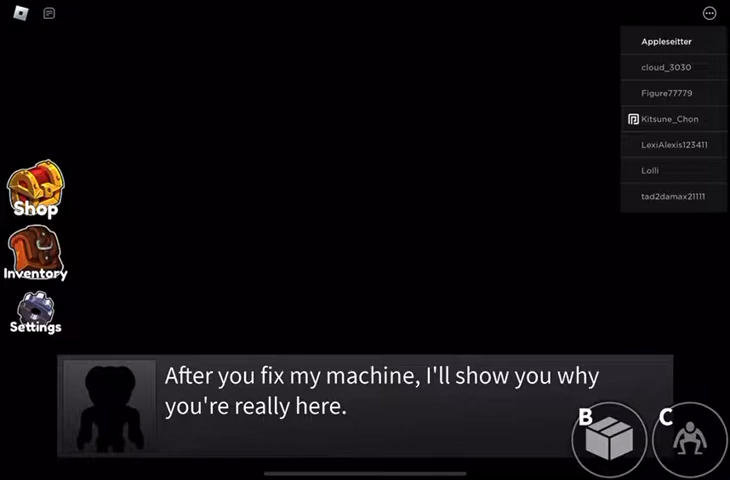 Appleseitter
cloud_3030
Figure77779
Kitsune_Chon
LexiAlexis123411
Lolli
tad2damax21111
Shop
Inventory
Settings
After you fix my machine, I'll show you why
you're really here.
B
C